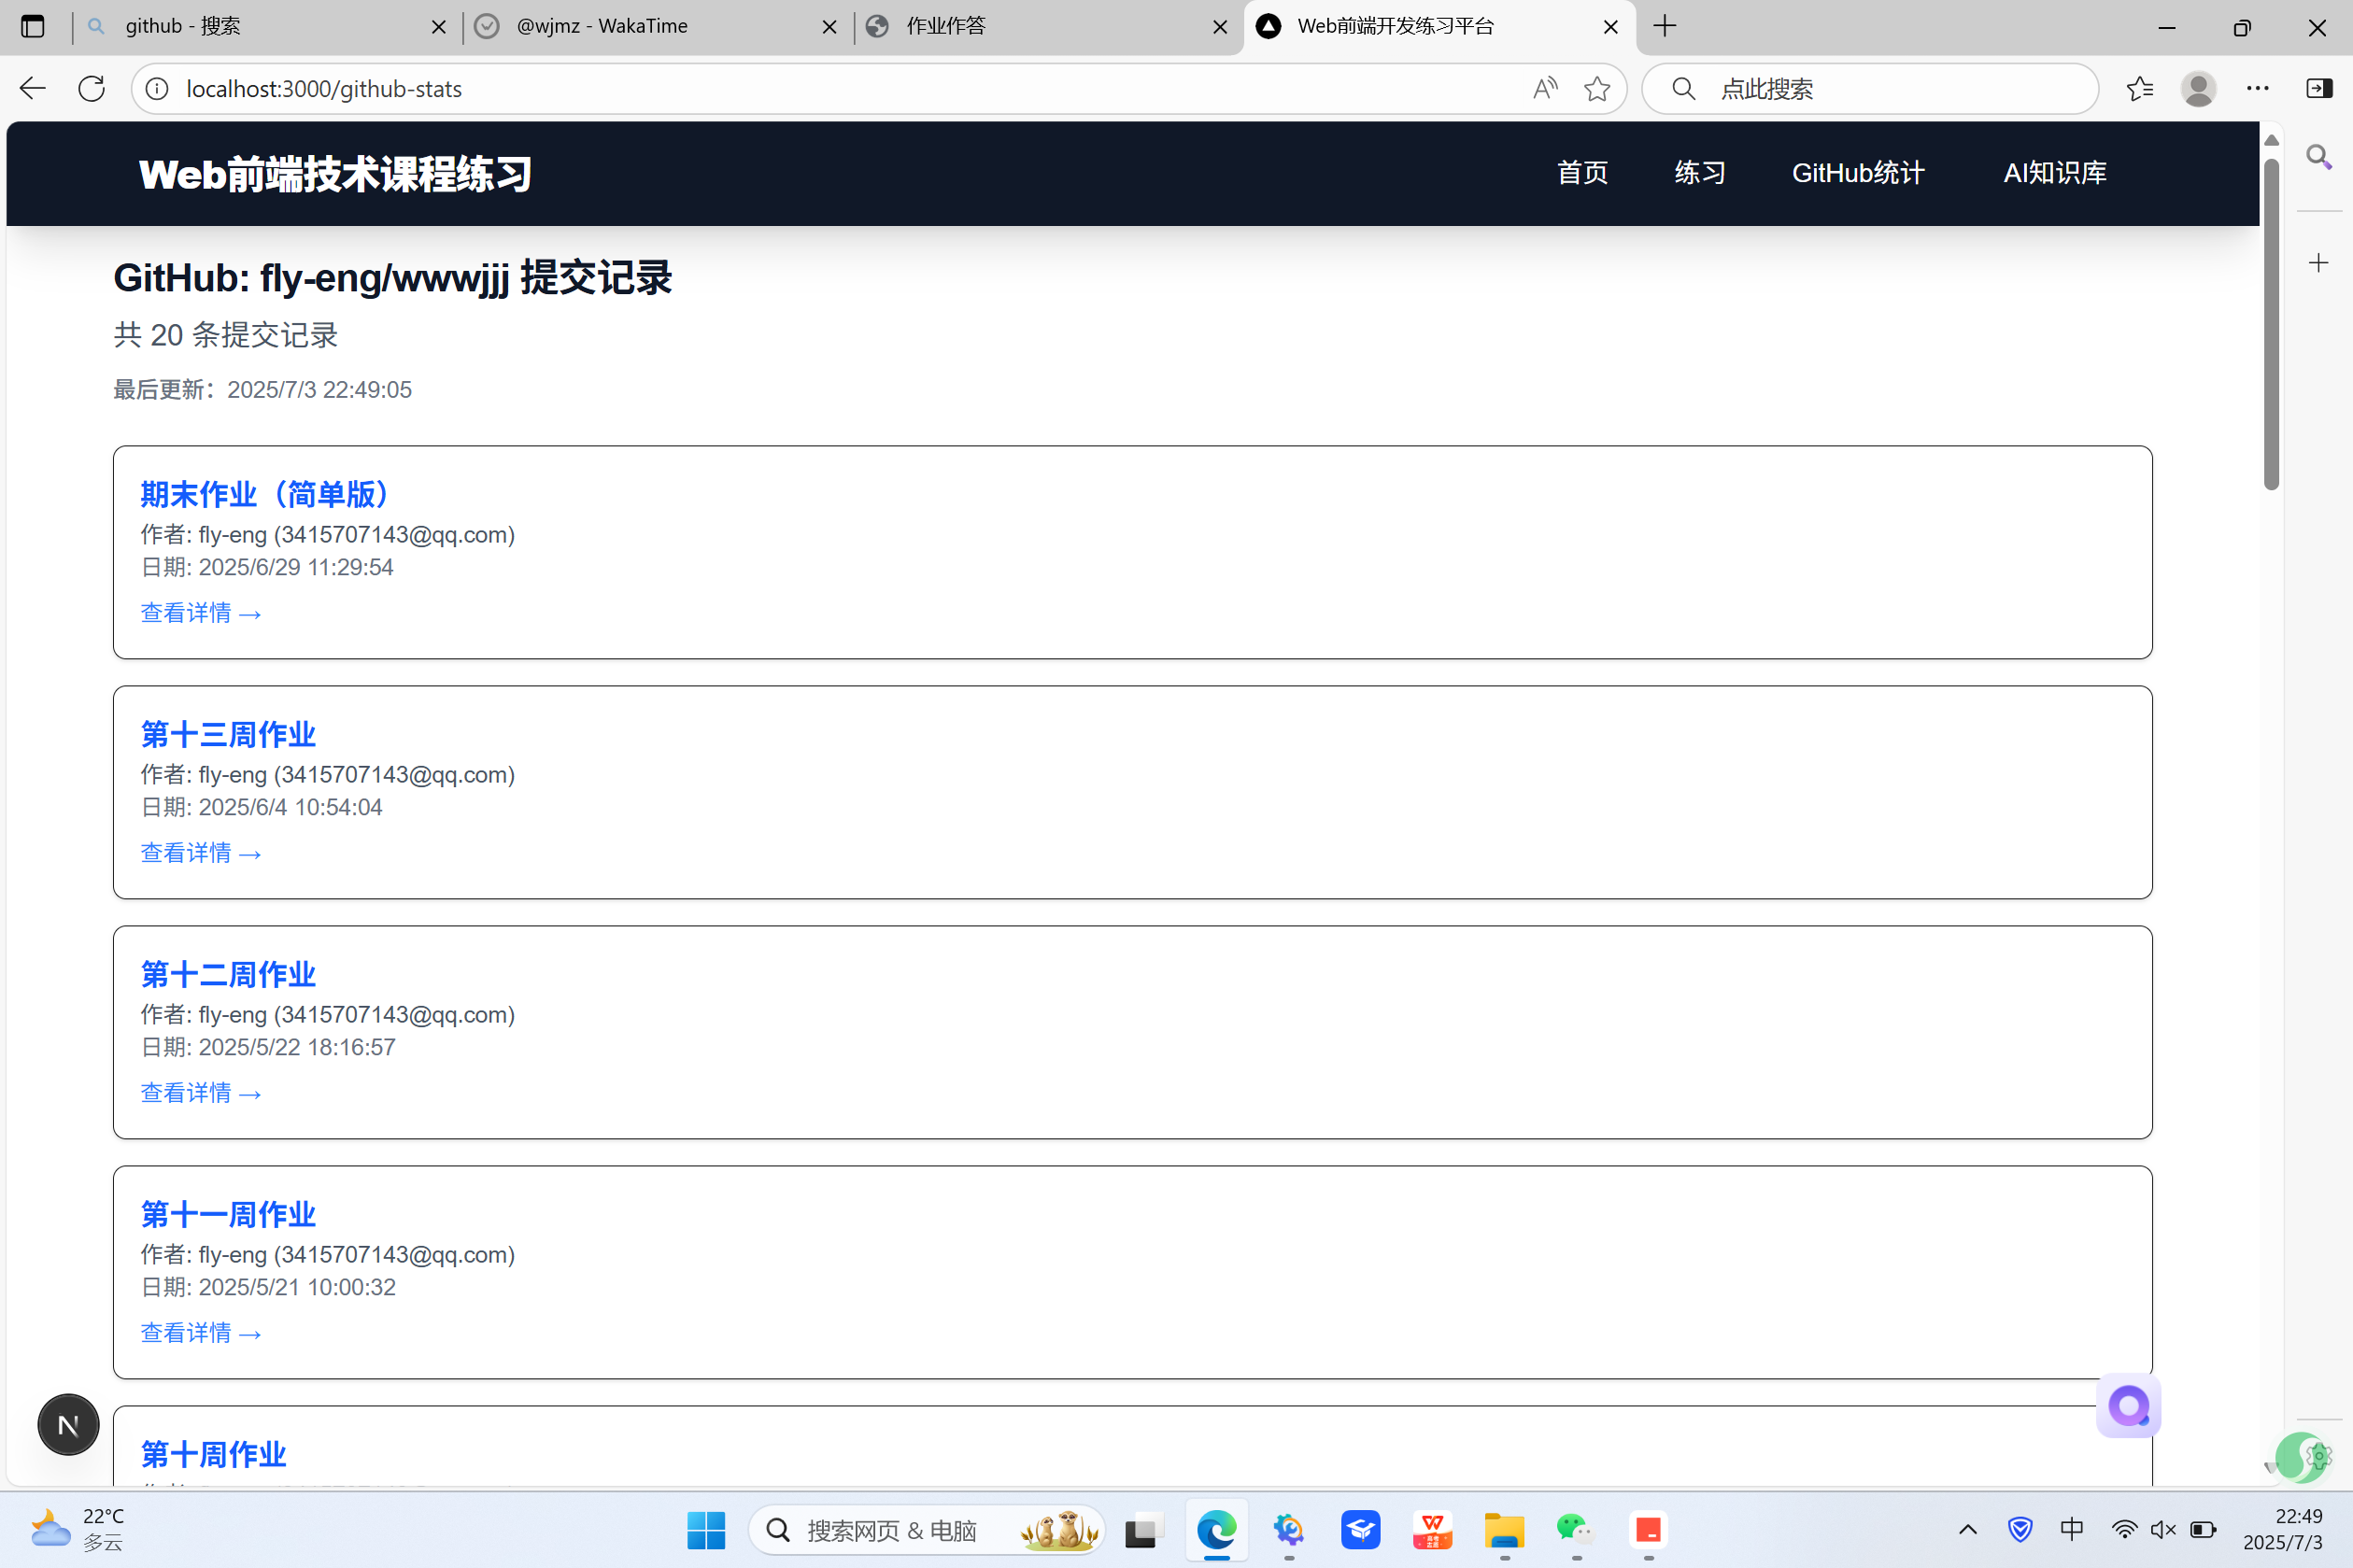 github - 搜索
@wjmz - WakaTime
作业作答
Web前端开发练习平台
localhost:3000/github-stats
点此搜索
Web前端技术课程练习
首页
练习
GitHub统计
AI知识库
GitHub: fly-eng/wwwjjj 提交记录
共 20 条提交记录
最后更新：2025/7/3 22:49:05
期末作业（简单版）
作者: fly-eng (3415707143@qq.com)
日期: 2025/6/29 11:29:54
查看详情 →
第十三周作业
作者: fly-eng (3415707143@qq.com)
日期: 2025/6/4 10:54:04
查看详情 →
第十二周作业
作者: fly-eng (3415707143@qq.com)
日期: 2025/5/22 18:16:57
查看详情 →
第十一周作业
作者: fly-eng (3415707143@qq.com)
日期: 2025/5/21 10:00:32
查看详情 →
第十周作业
N
22°C
多云
搜索网页 & 电脑
中
22:49
2025/7/3